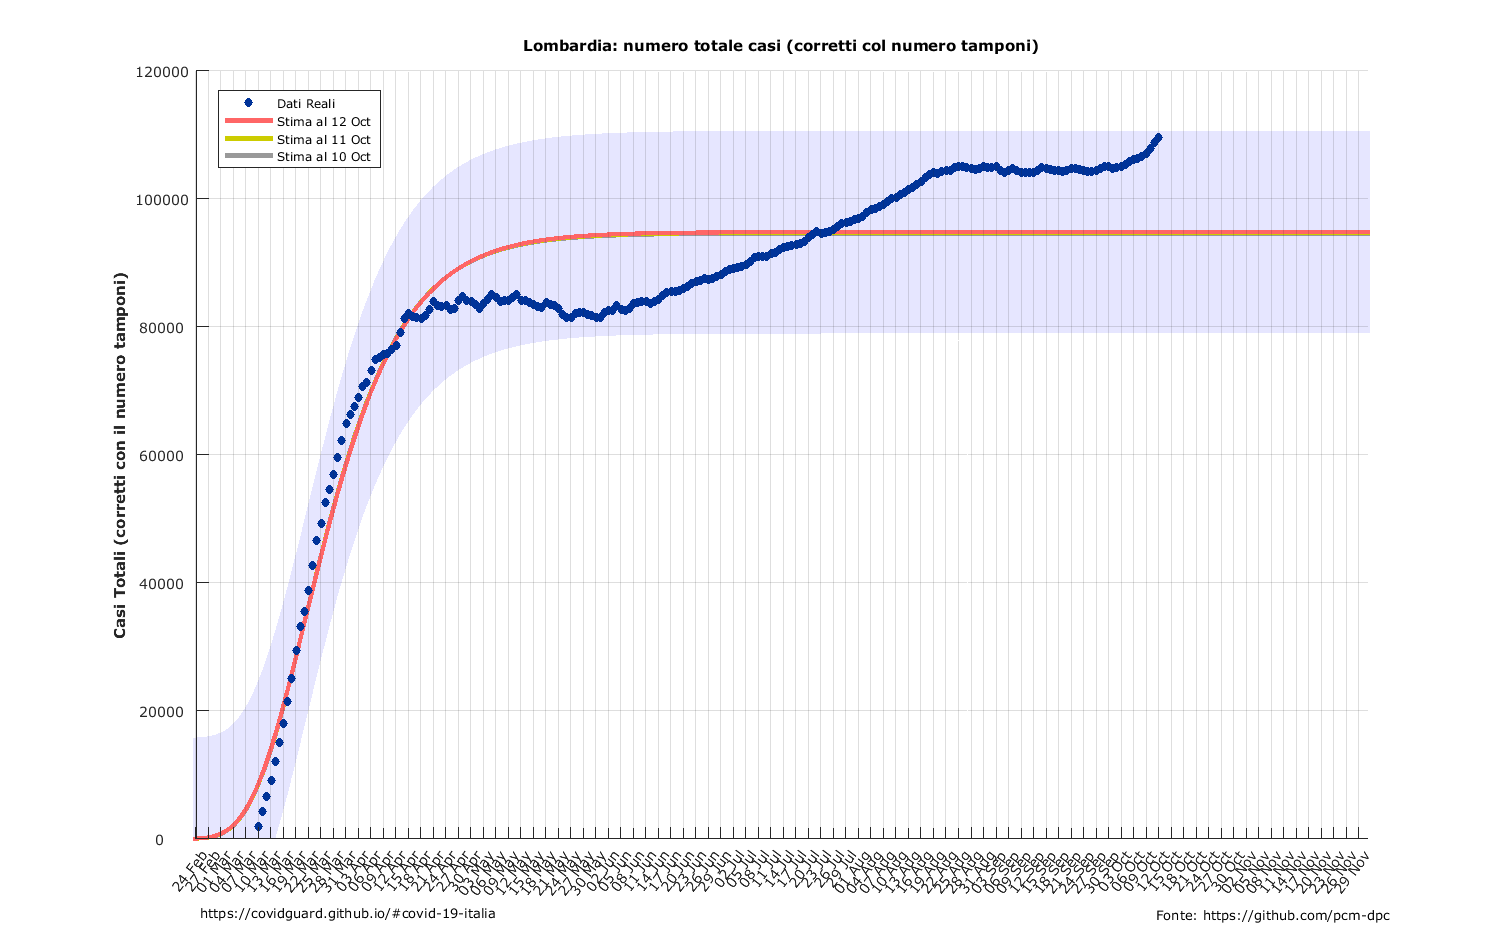 Lombardia: numero totale casi (corretti col numero tamponi)
Dati Reali
Stima al 12 Oct
Stima al 11 Oct
Stima al 10 Oct
Casi Totali (corretti con il numero tamponi)
120000
100000
80000
60000
40000
20000
0
24 Feb
27 Feb
01 Mar
04 Mar
07 Mar
10 Mar
13 Mar
16 Mar
19 Mar
22 Mar
25 Mar
28 Mar
31 Mar
03 Apr
06 Apr
09 Apr
12 Apr
15 Apr
18 Apr
21 Apr
24 Apr
27 Apr
30 Apr
03 May
06 May
09 May
12 May
15 May
18 May
21 May
24 May
27 May
30 May
02 Jun
05 Jun
08 Jun
11 Jun
14 Jun
17 Jun
20 Jun
23 Jun
26 Jun
29 Jun
02 Jul
05 Jul
08 Jul
11 Jul
14 Jul
17 Jul
20 Jul
23 Jul
26 Jul
29 Jul
01 Aug
04 Aug
07 Aug
10 Aug
13 Aug
16 Aug
19 Aug
22 Aug
25 Aug
28 Aug
31 Aug
03 Sep
06 Sep
09 Sep
12 Sep
15 Sep
18 Sep
21 Sep
24 Sep
27 Sep
30 Sep
03 Oct
06 Oct
09 Oct
12 Oct
15 Oct
18 Oct
21 Oct
24 Oct
27 Oct
30 Oct
02 Nov
05 Nov
08 Nov
11 Nov
14 Nov
17 Nov
20 Nov
23 Nov
26 Nov
29 Nov
https://covidguard.github.io/#covid-19-italia
Fonte: https://github.com/pcm-dpc